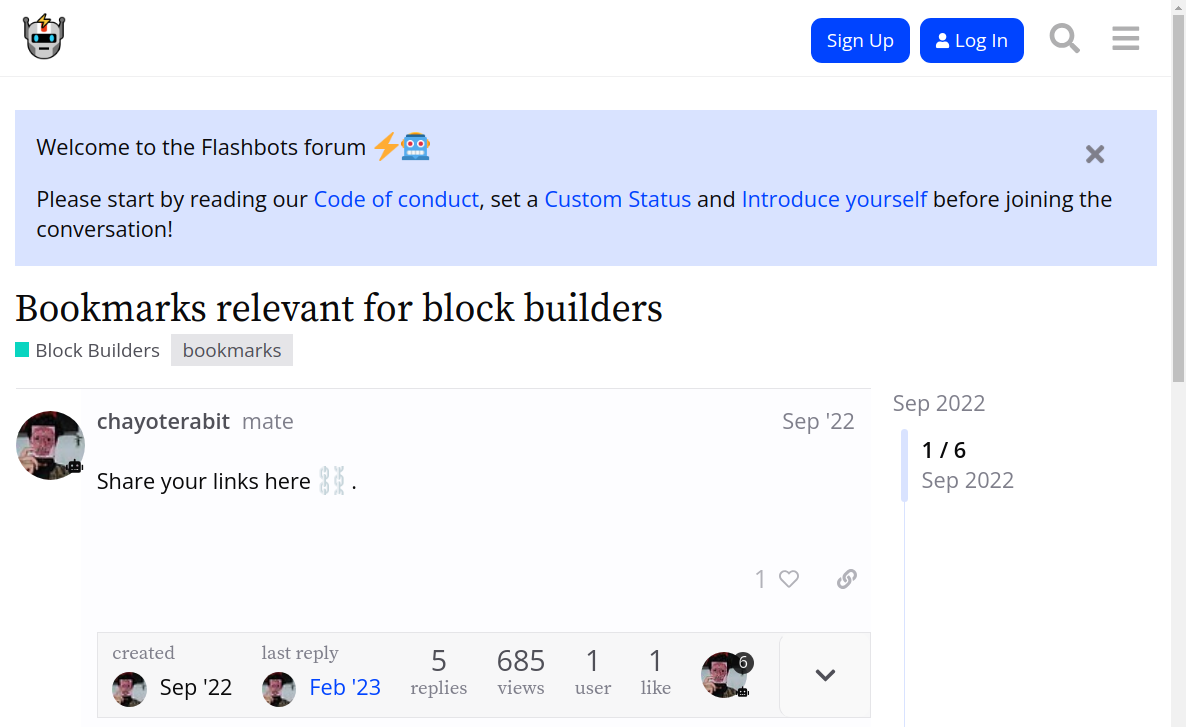 Sign Up
Log In
Welcome to the Flashbots forum ⚡🤖
Please start by reading our Code of conduct, set a Custom Status and Introduce yourself before joining the
conversation!
Bookmarks relevant for block builders
Block Builders bookmarks
chayoterabit mate Sep '22
Share your links here ⛓️ .
1
created
Sep '22
last reply
Feb '23
5
replies
685
views
1
user
1
like
6
Sep 2022
1 / 6
Sep 2022